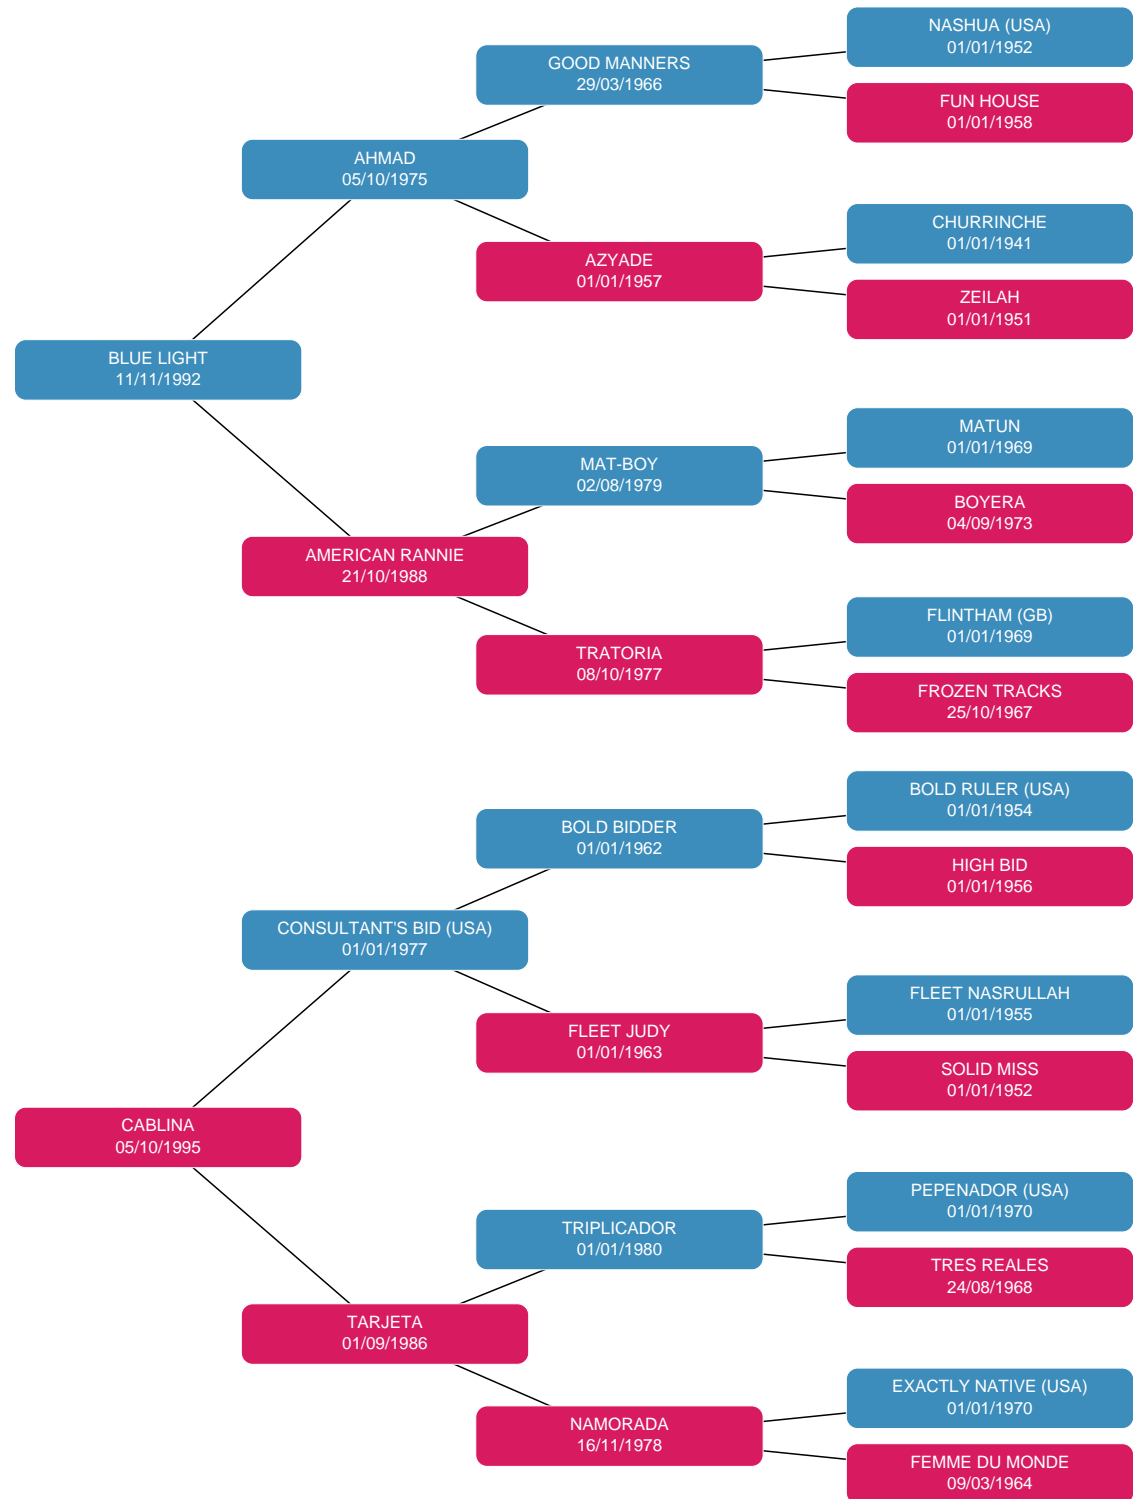 NASHUA (USA)
01/01/1952
GOOD MANNERS
29/03/1966
FUN HOUSE
01/01/1958
AHMAD
05/10/1975
CHURRINCHE
01/01/1941
AZYADE
01/01/1957
ZEILAH
01/01/1951
BLUE LIGHT
11/11/1992
MATUN
01/01/1969
MAT-BOY
02/08/1979
BOYERA
04/09/1973
AMERICAN RANNIE
21/10/1988
FLINTHAM (GB)
01/01/1969
TRATORIA
08/10/1977
FROZEN TRACKS
25/10/1967
BOLD RULER (USA)
01/01/1954
BOLD BIDDER
01/01/1962
HIGH BID
01/01/1956
CONSULTANT'S BID (USA)
01/01/1977
FLEET NASRULLAH
01/01/1955
FLEET JUDY
01/01/1963
SOLID MISS
01/01/1952
CABLINA
05/10/1995
PEPENADOR (USA)
01/01/1970
TRIPLICADOR
01/01/1980
TRES REALES
24/08/1968
TARJETA
01/09/1986
EXACTLY NATIVE (USA)
01/01/1970
NAMORADA
16/11/1978
FEMME DU MONDE
09/03/1964